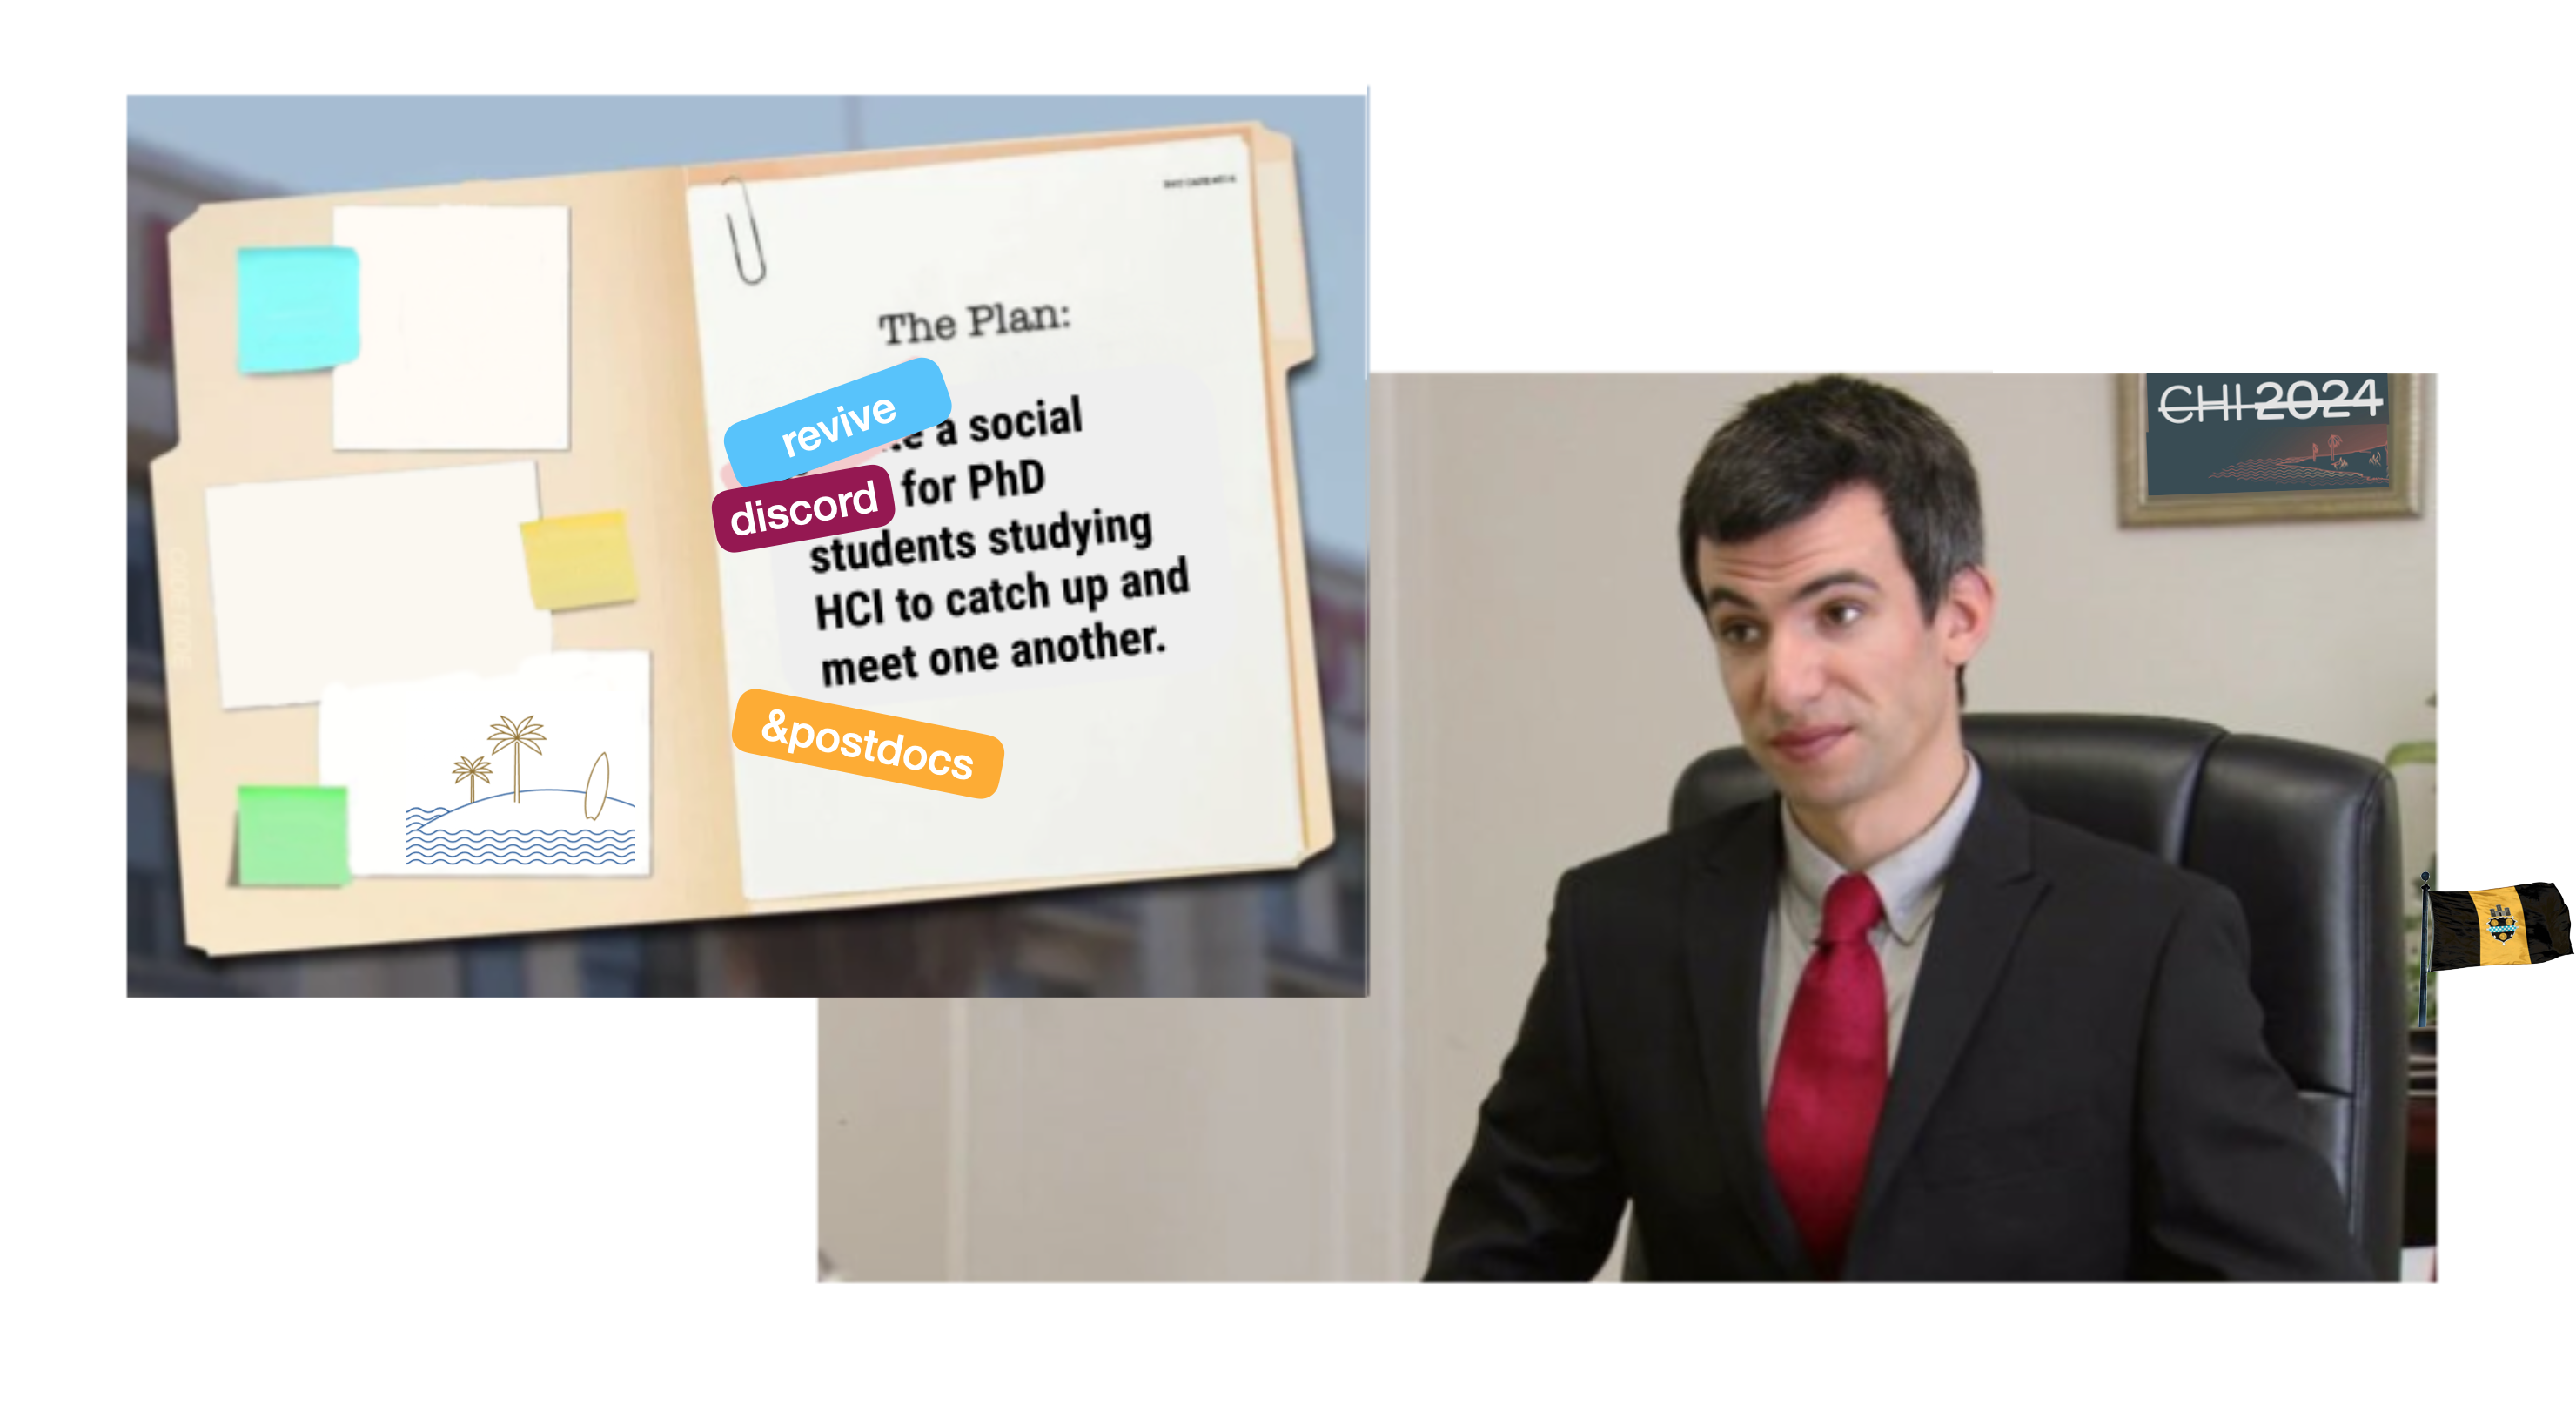 The Plan:
revive
a social
discord for PhD
students studying
HCI to catch up and
meet one another.
&postdocs
CHI 2024